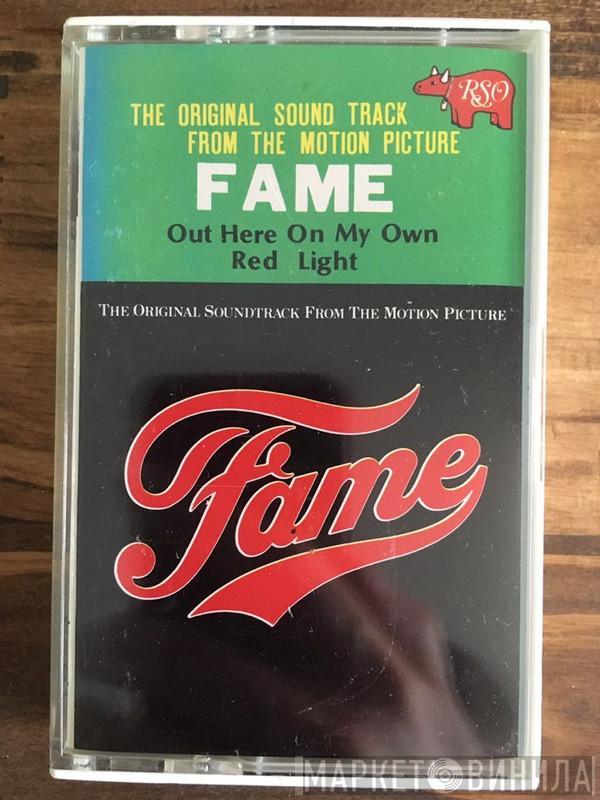 RSO
THE ORIGINAL SOUND TRACK
FROM THE MOTION PICTURE
FAME
Out Here On My Own
Red Light
THE ORIGINAL SOUNDTRACK FROM THE MOTION PICTURE
Fame
МАРКЕТ ВИНИЛА